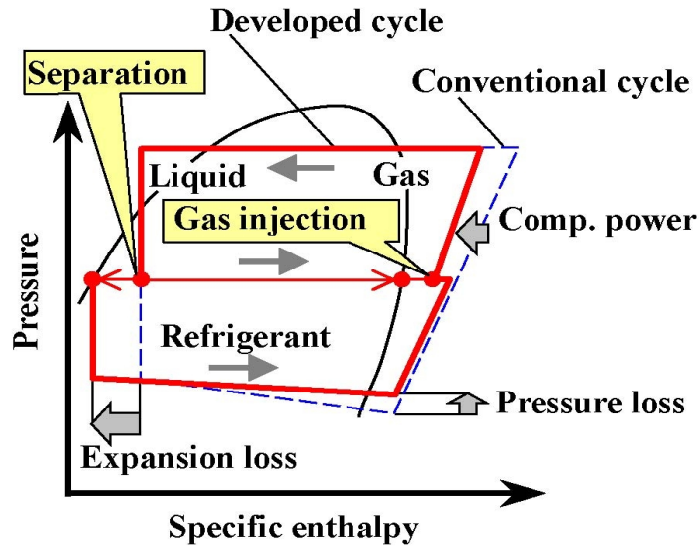 Developed cycle
Separation
Conventional cycle
Liquid
Gas
Gas injection
Comp. power
Pressure
Refrigerant
Pressure loss
Expansion loss
Specific enthalpy